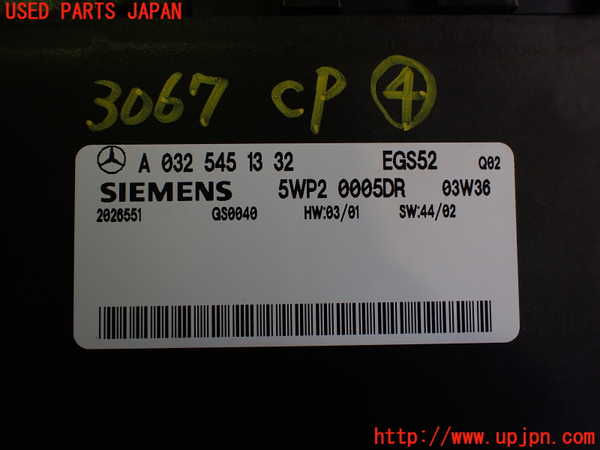 USED PARTS JAPAN
3067 CP ④
A 032 545 13 32 EGS52 Q02
SIEMENS 5WP2 0005DR 03W36
2026551 GS0040 HW:03/01 SW:44/02
http://www.upjpn.com/